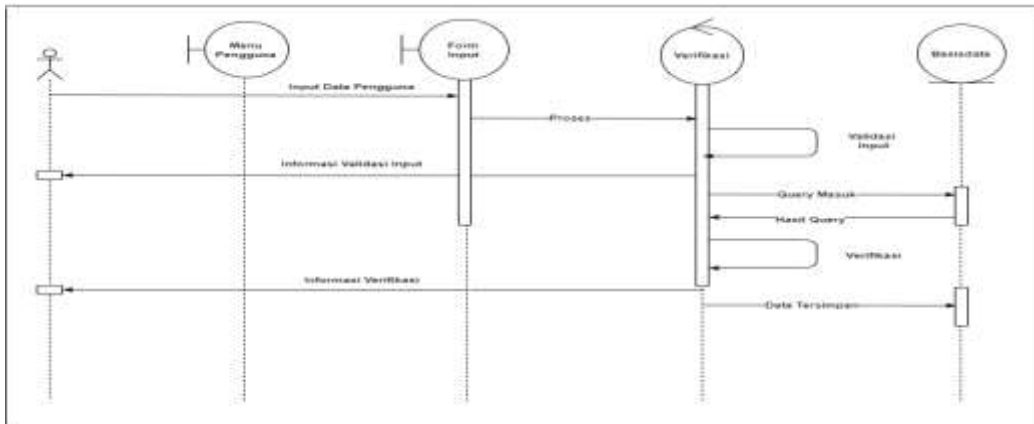 Menu
Pengguna
Form
Input
Verifikasi
Basisdata
Input Data Pengguna
Proses
Validasi
Input
Informasi Validasi Input
Query Masuk
Hasil Query
Verifikasi
Informasi Verifikasi
Data Tersimpan